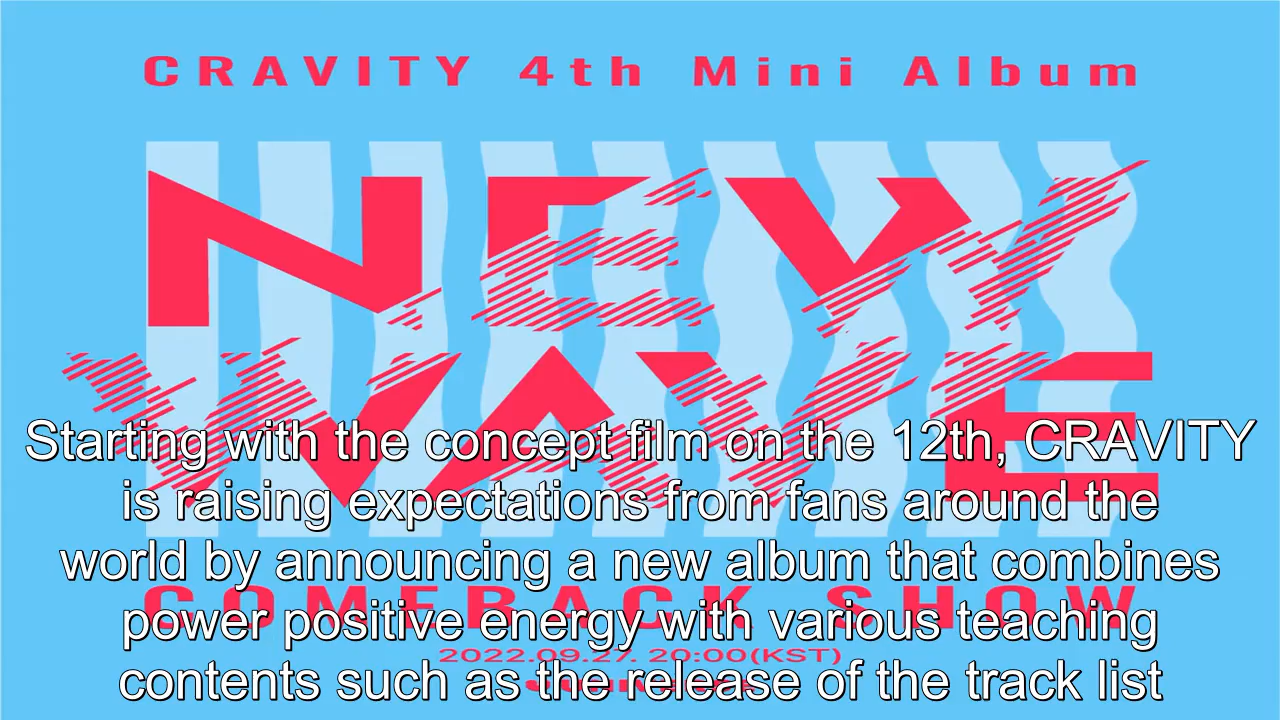 CRAVITY 4th Mini Album
NEW
WAVE
Starting with the concept film on the 12th, CRAVITY
is raising expectations from fans around the
world by announcing a new album that combines
COMEBACK SHOW
power positive energy with various teaching
2022.09.27. 20:00(KST)
contents such as the release of the track list